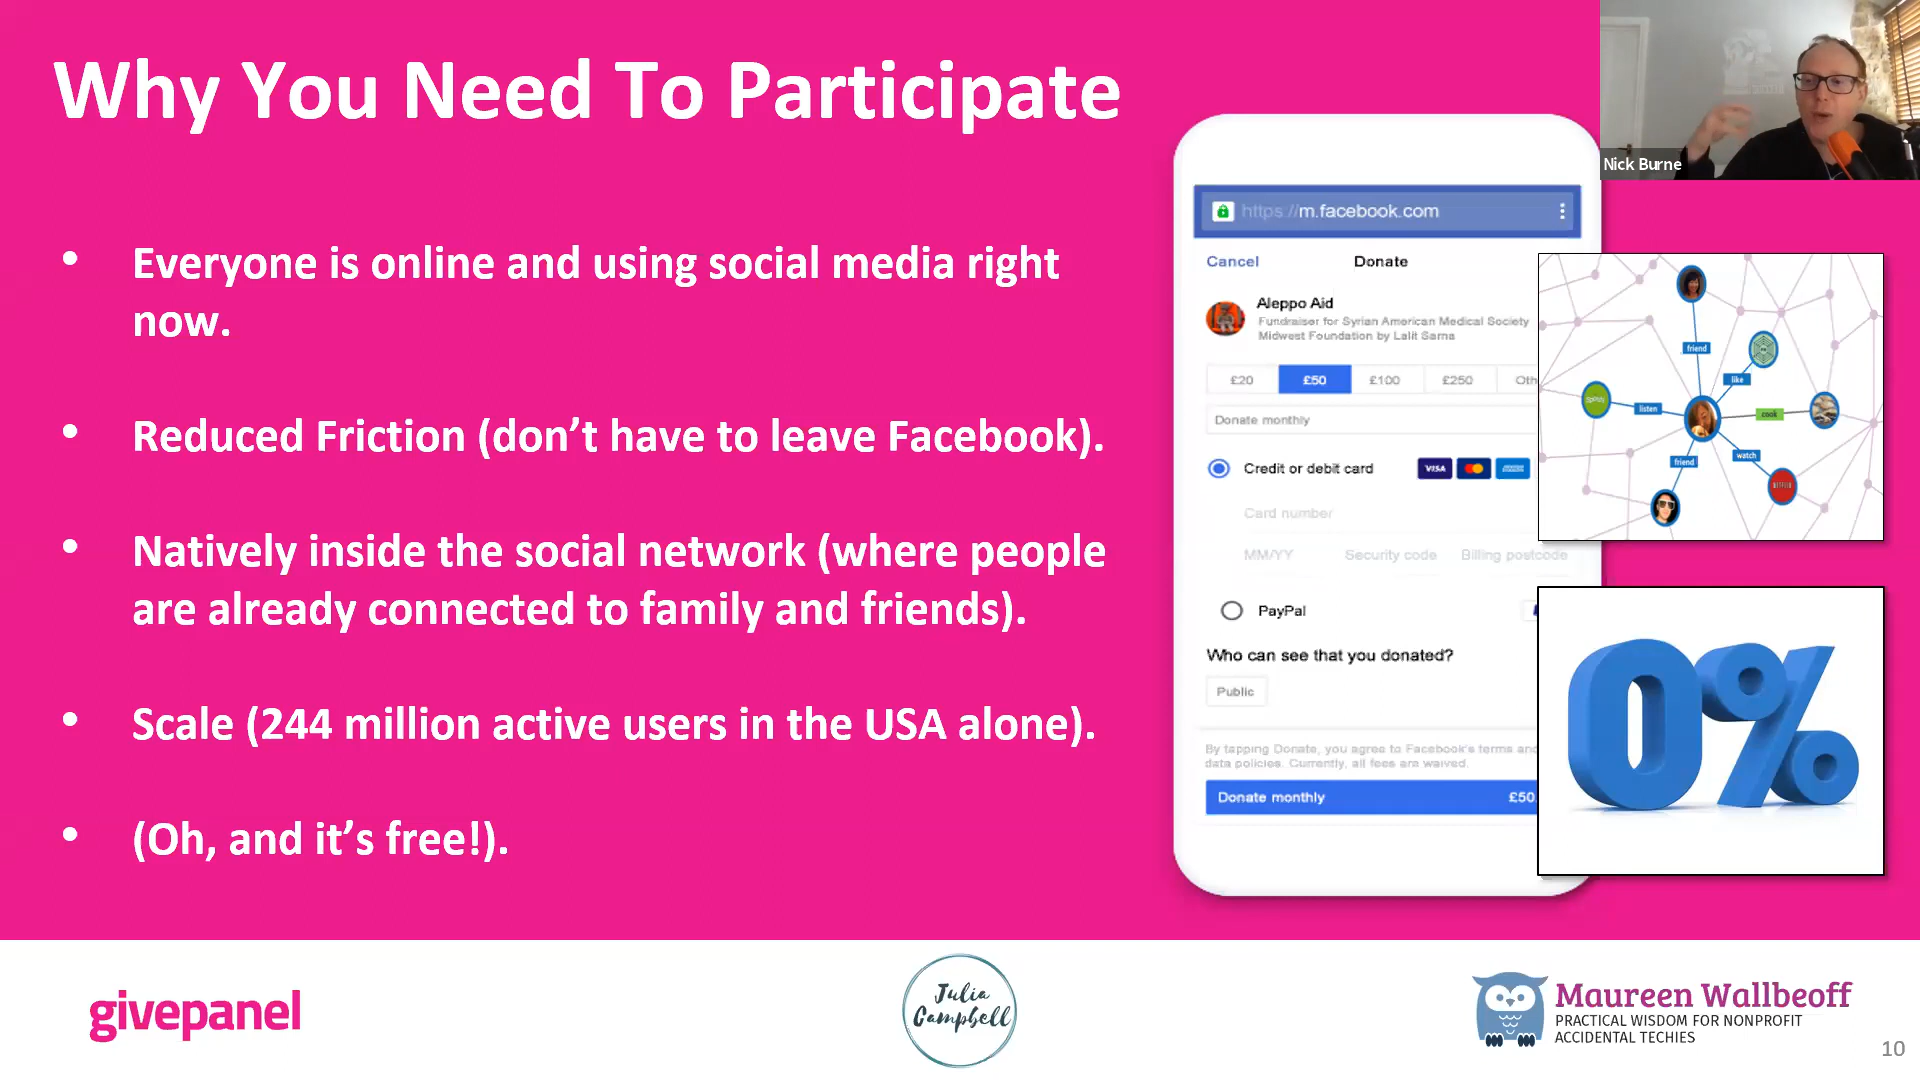 Why You Need To Participate
• Everyone is online and using social media right
now.
• Reduced Friction (don’t have to leave Facebook).
• Natively inside the social network (where people
are already connected to family and friends).
• Scale (244 million active users in the USA alone).
• (Oh, and it’s free!).
https://m.facebook.com
Cancel Donate
Aleppo Aid
Fundraiser for Syrian American Medical Society
Midwest Foundation by Lalit Sarna
£20 £50 £100 £250 Oth
Donate monthly
Credit or debit card VISA
Card number
MM/YY Security code Billing postcode
PayPal
Who can see that you donated?
Public
By tapping Donate, you agree to Facebook's terms and
data policies. Currently, all fees are waived.
Donate monthly £50
Nick Burne
friend
like
listen
cook
friend
watch
NETFLIX
0%
givepanel
Julia
Campbell
Maureen Wallbeoff
PRACTICAL WISDOM FOR NONPROFIT
ACCIDENTAL TECHIES
10